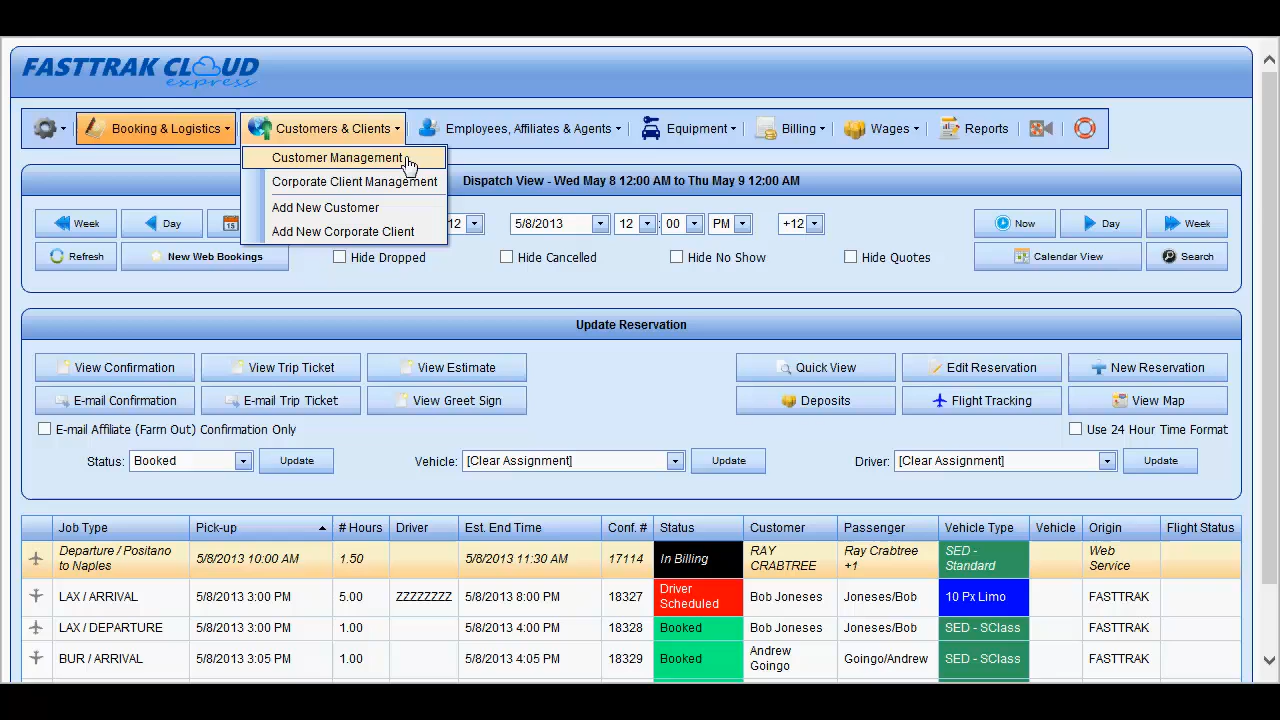 FASTTRAK CLOUD
express
Booking & Logistics
Customers & Clients
Employees, Affiliates & Agents
Equipment
Billing
Wages
Reports
Customer Management
Corporate Client Management
Add New Customer
Add New Corporate Client
Dispatch View - Wed May 8 12:00 AM to Thu May 9 12:00 AM
Week
Day
12
5/8/2013
12
:
00
PM
+12
Now
Day
Week
Refresh
New Web Bookings
Hide Dropped
Hide Cancelled
Hide No Show
Hide Quotes
Calendar View
Search
Update Reservation
View Confirmation
View Trip Ticket
View Estimate
Quick View
Edit Reservation
New Reservation
E-mail Confirmation
E-mail Trip Ticket
View Greet Sign
Deposits
Flight Tracking
View Map
E-mail Affiliate (Farm Out) Confirmation Only
Use 24 Hour Time Format
Status: Booked Update
Vehicle: [Clear Assignment] Update
Driver: [Clear Assignment] Update
Job Type Pick-up # Hours Driver Est. End Time Conf. # Status Customer Passenger Vehicle Type Vehicle Origin Flight Status
Departure / Positano to Naples 5/8/2013 10:00 AM 1.50 5/8/2013 11:30 AM 17114 In Billing RAY CRABTREE Ray Crabtree +1 SED - Standard Web Service
LAX / ARRIVAL 5/8/2013 3:00 PM 5.00 ZZZZZZZZ 5/8/2013 8:00 PM 18327 Driver Scheduled Bob Joneses Joneses/Bob 10 Px Limo FASTTRAK
LAX / DEPARTURE 5/8/2013 3:00 PM 1.00 5/8/2013 4:00 PM 18328 Booked Bob Joneses Joneses/Bob SED - SClass FASTTRAK
BUR / ARRIVAL 5/8/2013 3:05 PM 1.00 5/8/2013 4:05 PM 18329 Booked Andrew Goingo Goingo/Andrew SED - SClass FASTTRAK